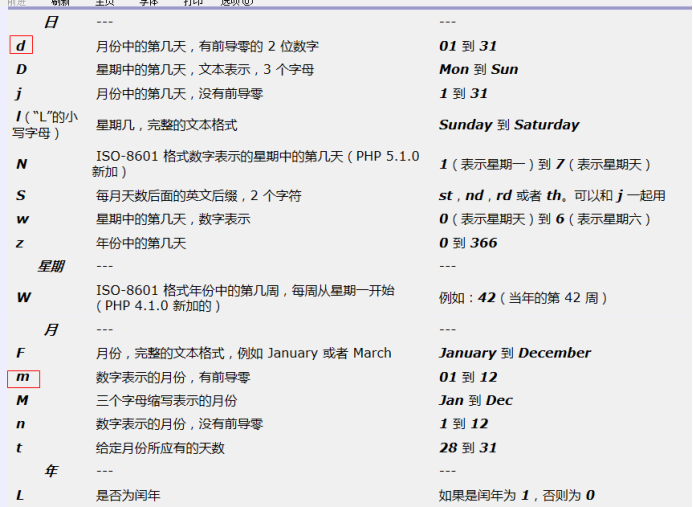 前进 刷新 主页 字体 打印 选项(O)
日 --- ---
d 月份中的第几天，有前导零的 2 位数字 01 到 31
D 星期中的第几天，文本表示，3 个字母 Mon 到 Sun
j 月份中的第几天，没有前导零 1 到 31
l（“L”的小
写字母） 星期几，完整的文本格式 Sunday 到 Saturday
N ISO-8601 格式数字表示的星期中的第几天（PHP 5.1.0
新加） 1（表示星期一）到 7（表示星期天）
S 每月天数后面的英文后缀，2 个字符 st，nd，rd 或者 th。可以和 j 一起用
w 星期中的第几天，数字表示 0（表示星期天）到 6（表示星期六）
z 年份中的第几天 0 到 366
星期 --- ---
W ISO-8601 格式年份中的第几周，每周从星期一开始
（PHP 4.1.0 新加的） 例如：42（当年的第 42 周）
月 --- ---
F 月份，完整的文本格式，例如 January 或者 March January 到 December
m 数字表示的月份，有前导零 01 到 12
M 三个字母缩写表示的月份 Jan 到 Dec
n 数字表示的月份，没有前导零 1 到 12
t 给定月份所应有的天数 28 到 31
年 --- ---
L 是否为闰年 如果是闰年为 1，否则为 0